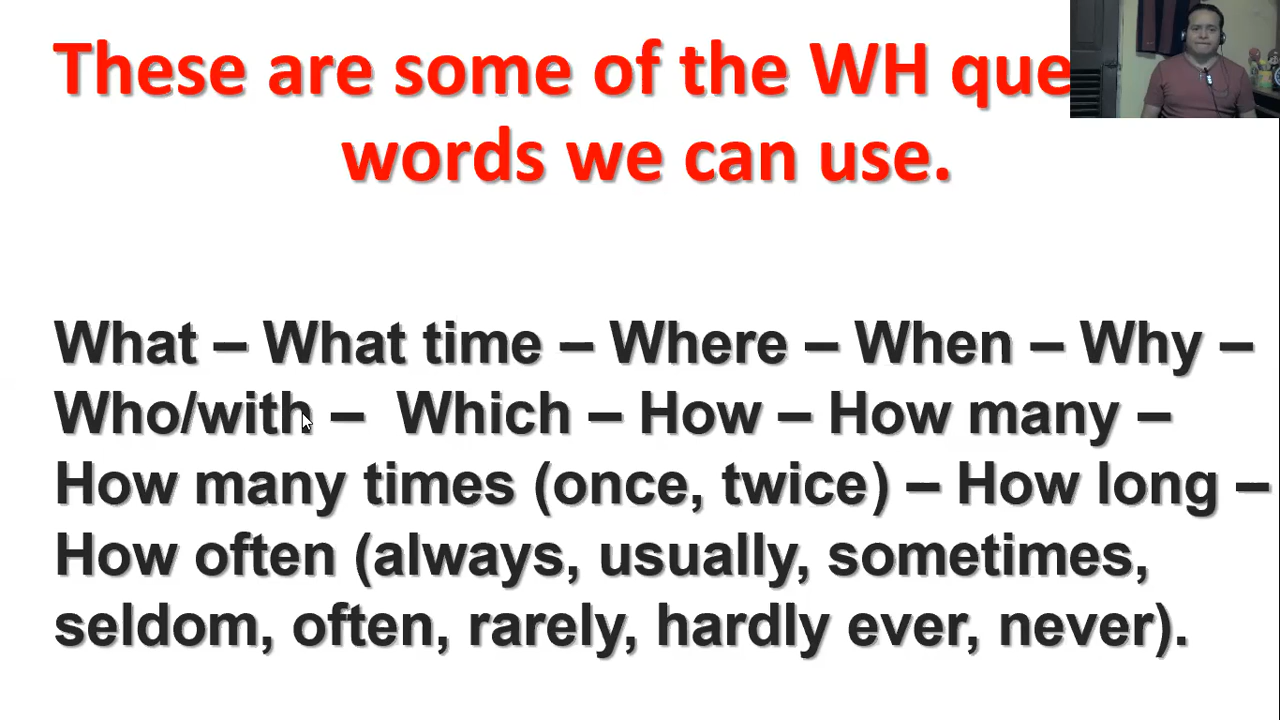 These are some of the WH que
words we can use.
What – What time – Where – When – Why –
Who/with – Which – How – How many –
How many times (once, twice) – How long –
How often (always, usually, sometimes,
seldom, often, rarely, hardly ever, never).